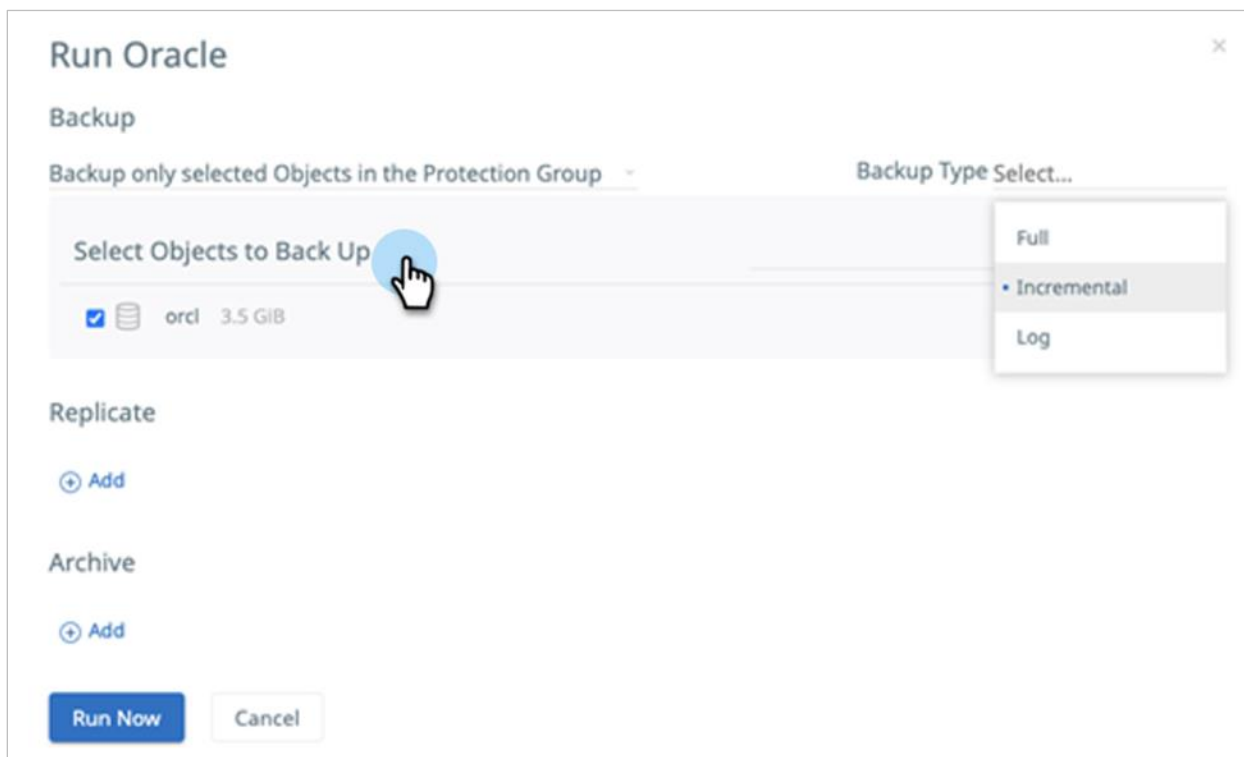 Run Oracle
Backup
Backup only selected Objects in the Protection Group
Backup Type Select...
Select Objects to Back Up
Full
Incremental
orcl 3.5 GiB
Log
Replicate
Add
Archive
Add
Run Now Cancel